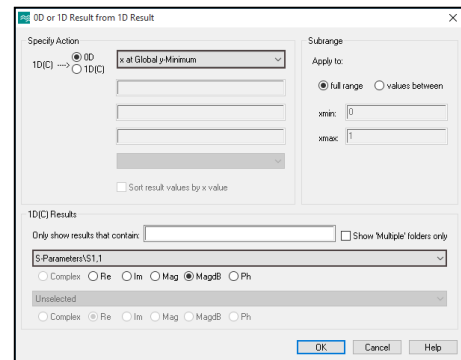 0D or 1D Result from 1D Result
Specify Action
1D(C) ----> 0D
1D(C)
x at Global y-Minimum
Sort result values by x value
Subrange
Apply to:
full range values between
xmin: 0
xmax: 1
1D(C) Results
Only show results that contain: Show 'Multiple' folders only
S-Parameters\S1,1
Complex Re Im Mag MagdB Ph
Unselected
Complex Re Im Mag MagdB Ph
OK Cancel Help